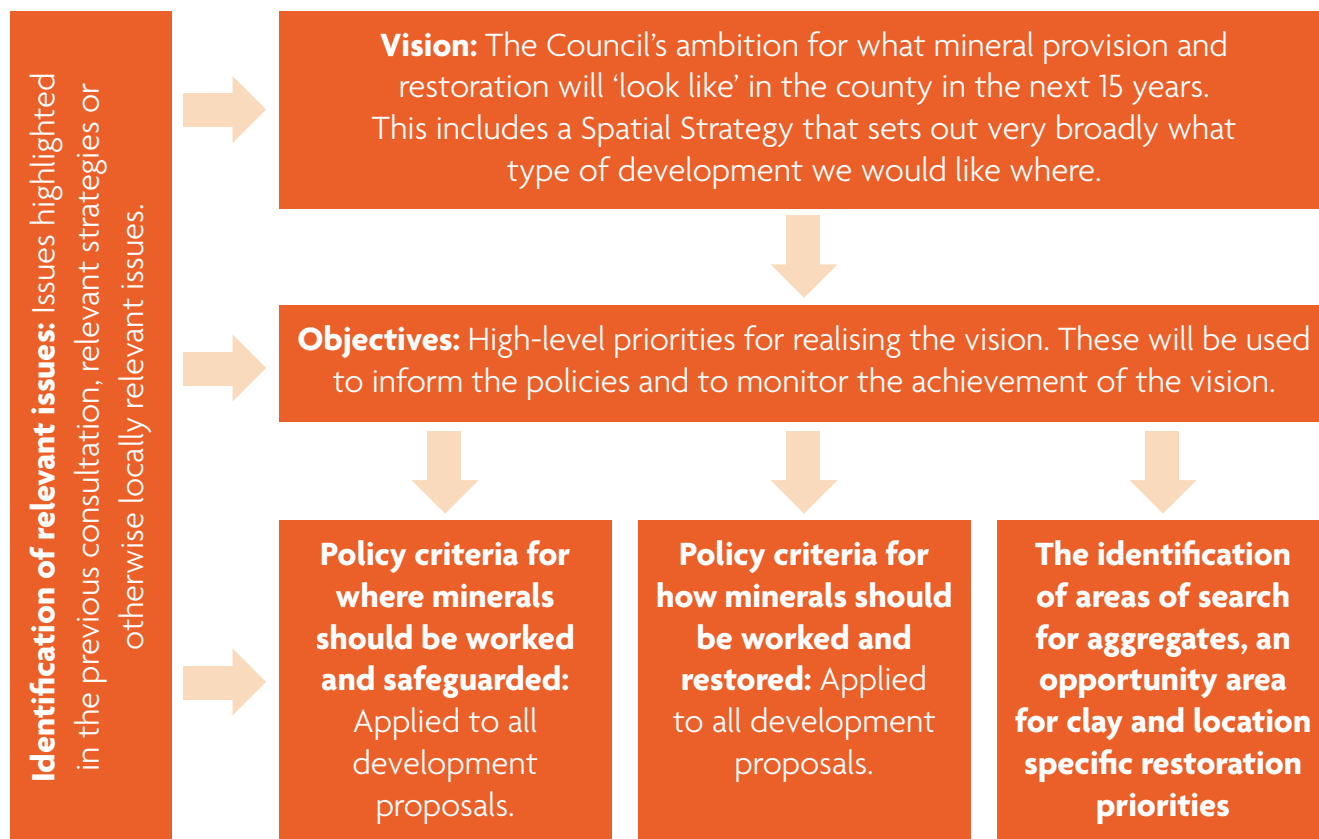 Identification of relevant issues: Issues highlighted
in the previous consultation, relevant strategies or
otherwise locally relevant issues.
Vision: The Council’s ambition for what mineral provision and
restoration will ‘look like’ in the county in the next 15 years.
This includes a Spatial Strategy that sets out very broadly what
type of development we would like where.
Objectives: High-level priorities for realising the vision. These will be used
to inform the policies and to monitor the achievement of the vision.
Policy criteria for
where minerals
should be worked
and safeguarded:
Applied to all
development
proposals.
Policy criteria for
how minerals should
be worked and
restored: Applied
to all development
proposals.
The identification
of areas of search
for aggregates, an
opportunity area
for clay and location
specific restoration
priorities